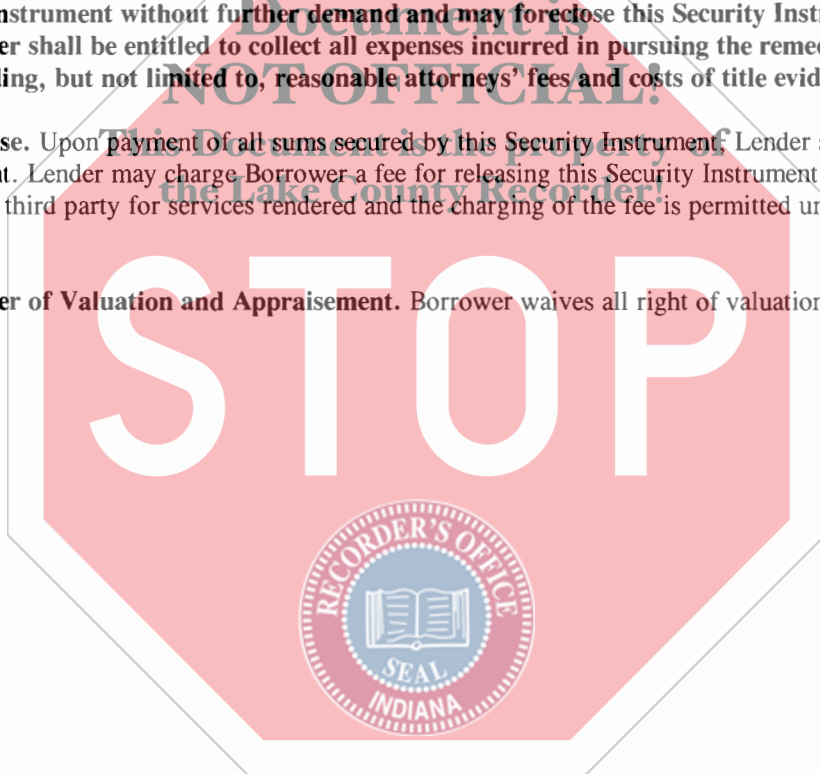 nstrument without further demand and may foreclose this Security Instr
Document is
er shall be entitled to collect all expenses incurred in pursuing the remed
ding, but not limited to, reasonable attorneys' fees and costs of title evid
NOT OFFICIAL!
se. Upon payment of all sums secured by this Security Instrument, Lender s
This Document is the property of
nt. Lender may charge Borrower a fee for releasing this Security Instrument
the Lake County Recorder!
third party for services rendered and the charging of the fee is permitted un
er of Valuation and Appraisement. Borrower waives all right of valuation
STOP
RECORDER'S OFFICE
SEAL
INDIANA